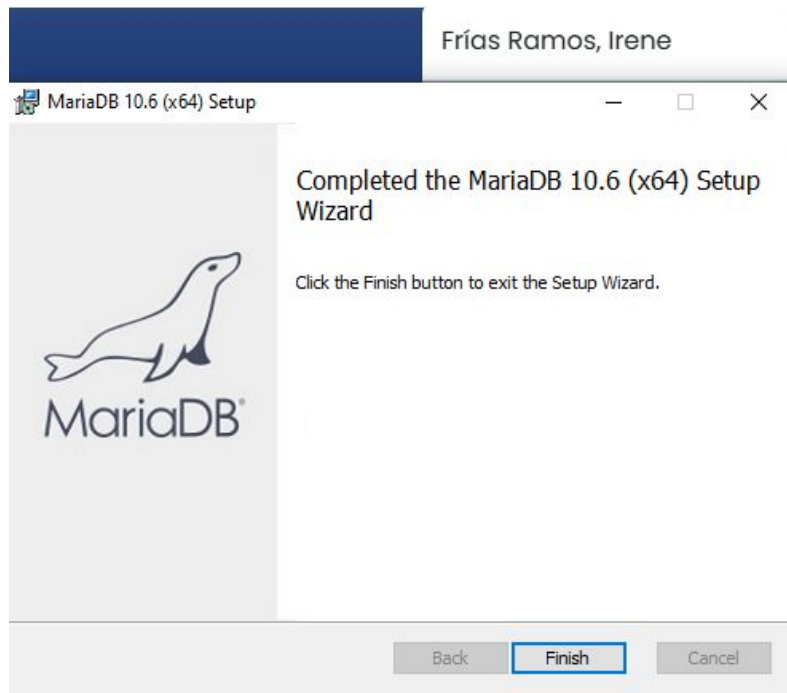 Frías Ramos, Irene
MariaDB 10.6 (x64) Setup
Completed the MariaDB 10.6 (x64) Setup
Wizard
Click the Finish button to exit the Setup Wizard.
MariaDB®
Back Finish Cancel